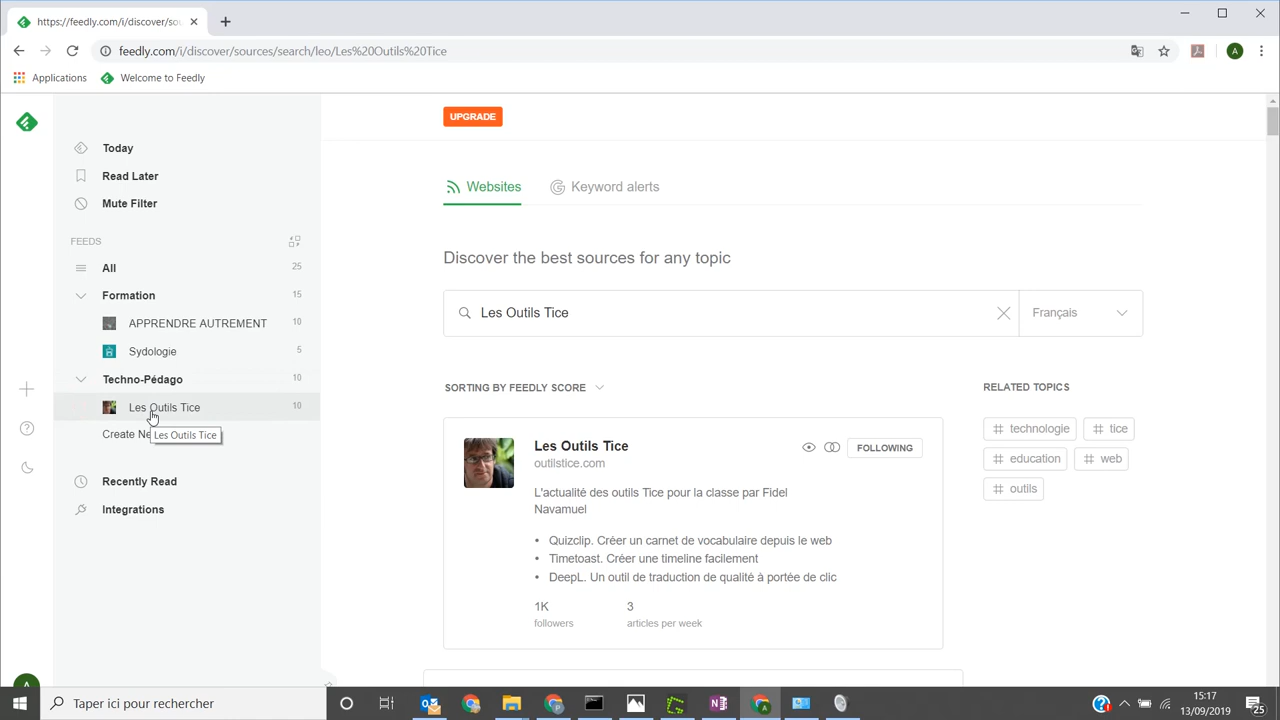 https://feedly.com/i/discover/sou
feedly.com/i/discover/sources/search/leo/Les%20Outils%20Tice
A
Applications
Welcome to Feedly
UPGRADE
Today
Read Later
Mute Filter
FEEDS
All 25
Formation 15
APPRENDRE AUTREMENT 10
Sydologie 5
Techno-Pédago 10
Les Outils Tice 10
Create Ne
Les Outils Tice
Recently Read
Integrations
A
Websites
Keyword alerts
Discover the best sources for any topic
Les Outils Tice
Français
SORTING BY FEEDLY SCORE
Les Outils Tice
outilstice.com
FOLLOWING
L'actualité des outils Tice pour la classe par Fidel
Navamuel
• Quizclip. Créer un carnet de vocabulaire depuis le web
• Timetoast. Créer une timeline facilement
• DeepL. Un outil de traduction de qualité à portée de clic
1K
followers
3
articles per week
RELATED TOPICS
# technologie
# tice
# education
# web
# outils
Taper ici pour rechercher
15:17
13/09/2019
25